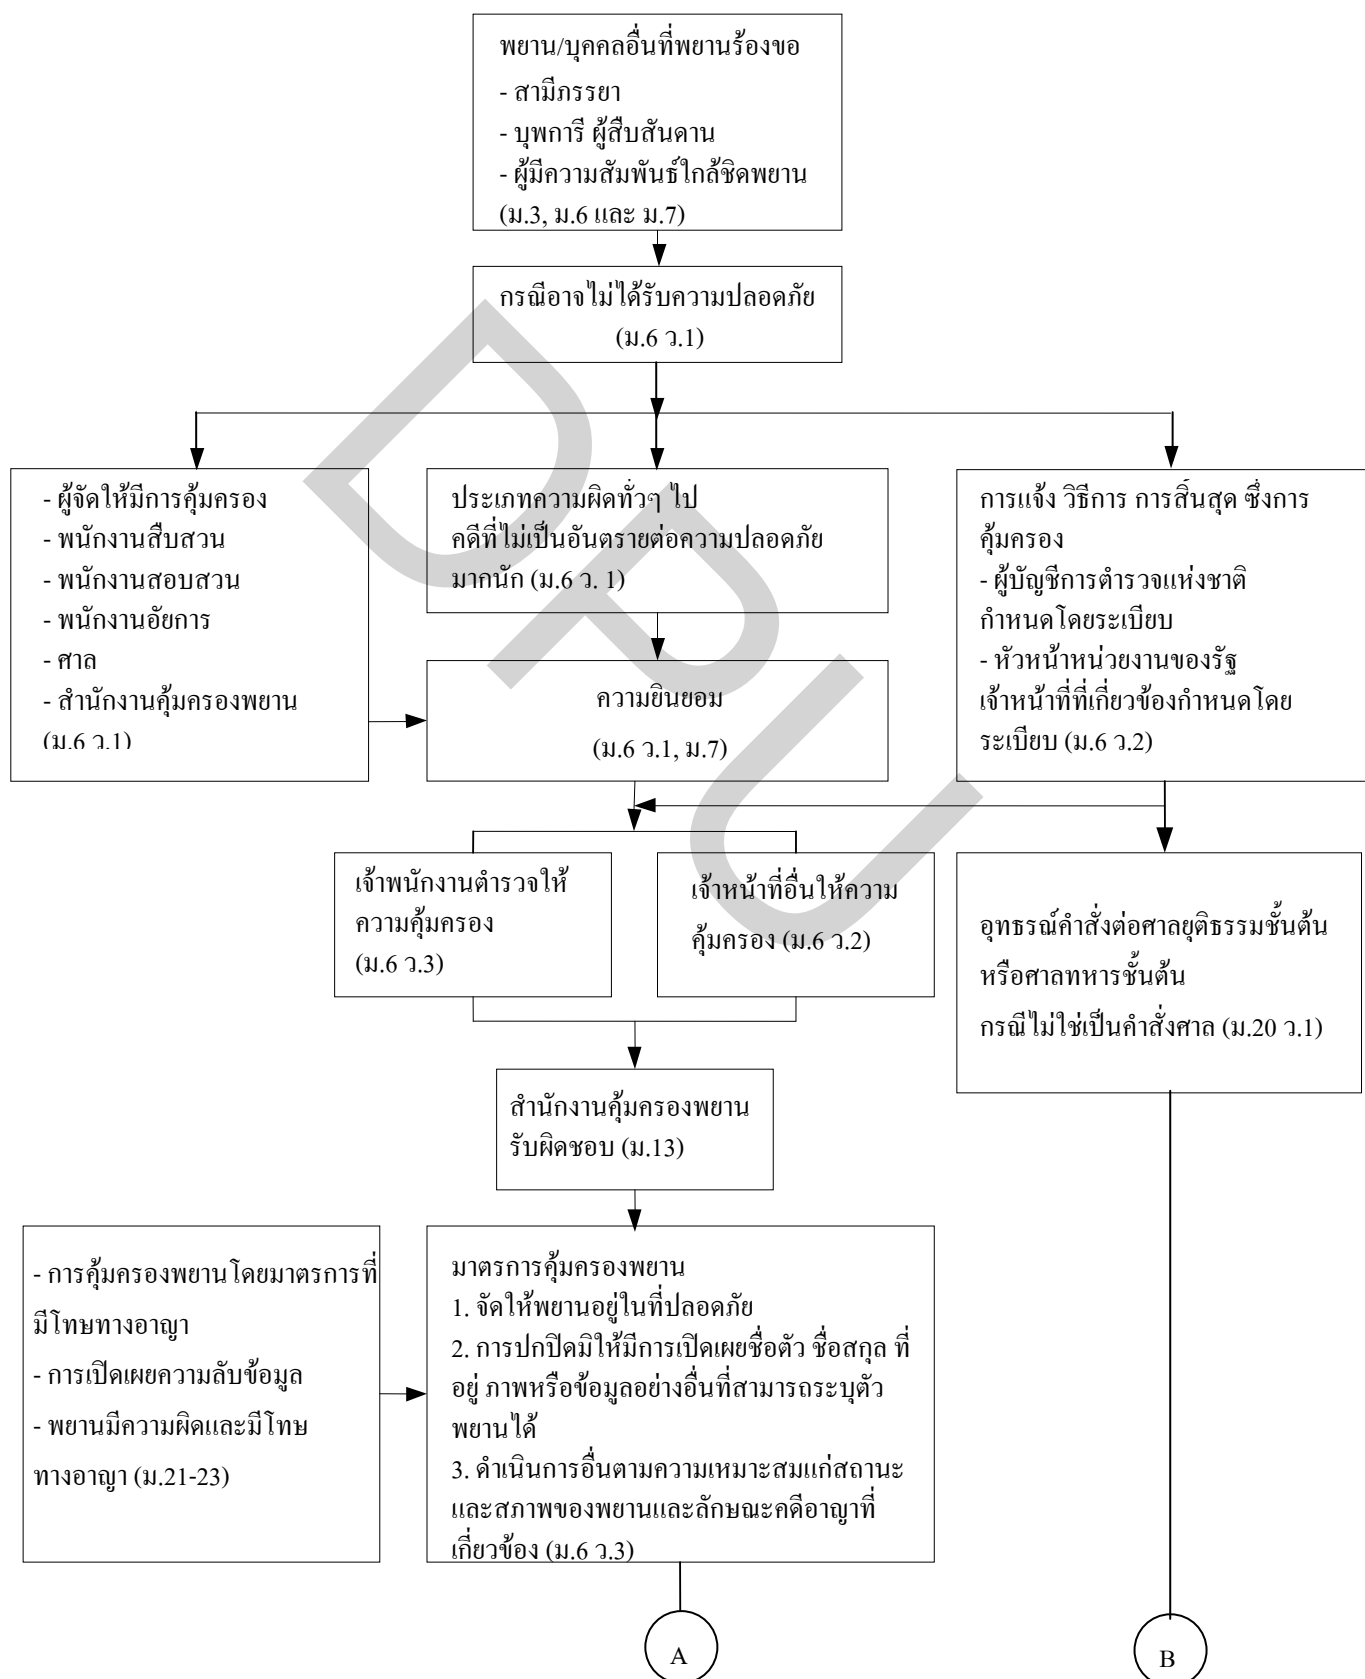 พยาน/บุคคลอื่นที่พยานร้องขอ
- สามีภรรยา
- บุพการี ผู้สืบสันดาน
- ผู้มีความสัมพันธ์ใกล้ชิดพยาน
(ม.3, ม.6 และ ม.7)
กรณีอาจไม่ได้รับความปลอดภัย
(ม.6 ว.1)
- ผู้จัดให้มีการคุ้มครอง
- พนักงานสืบสวน
- พนักงานสอบสวน
- พนักงานอัยการ
- ศาล
- สำนักงานคุ้มครองพยาน
(ม.6 ว.1)
ประเภทความผิดทั่วๆ ไป
คดีที่ไม่เป็นอันตรายต่อความปลอดภัย
มากนัก (ม.6 ว. 1)
การแจ้ง วิธีการ การสิ้นสุด ซึ่งการ
คุ้มครอง
- ผู้บัญชีการตำรวจแห่งชาติ
กำหนดโดยระเบียบ
- หัวหน้าหน่วยงานของรัฐ
เจ้าหน้าที่ที่เกี่ยวข้องกำหนดโดย
ระเบียบ (ม.6 ว.2)
ความยินยอม
(ม.6 ว.1, ม.7)
เจ้าพนักงานตำรวจให้
ความคุ้มครอง
(ม.6 ว.3)
เจ้าหน้าที่อื่นให้ความ
คุ้มครอง (ม.6 ว.2)
อุทธรณ์คำสั่งต่อศาลยุติธรรมชั้นต้น
หรือศาลทหารชั้นต้น
กรณีไม่ใช่เป็นคำสั่งศาล (ม.20 ว.1)
สำนักงานคุ้มครองพยาน
รับผิดชอบ (ม.13)
- การคุ้มครองพยานโดยมาตรการที่
มีโทษทางอาญา
- การเปิดเผยความลับข้อมูล
- พยานมีความผิดและมีโทษ
ทางอาญา (ม.21-23)
มาตรการคุ้มครองพยาน
1. จัดให้พยานอยู่ในที่ปลอดภัย
2. การปกปิดมิให้มีการเปิดเผยชื่อตัว ชื่อสกุล ที่
อยู่ ภาพหรือข้อมูลอย่างอื่นที่สามารถระบุตัว
พยานได้
3. ดำเนินการอื่นตามความเหมาะสมแก่สถานะ
และสภาพของพยานและลักษณะคดีอาญาที่
เกี่ยวข้อง (ม.6 ว.3)
A
B
DPU